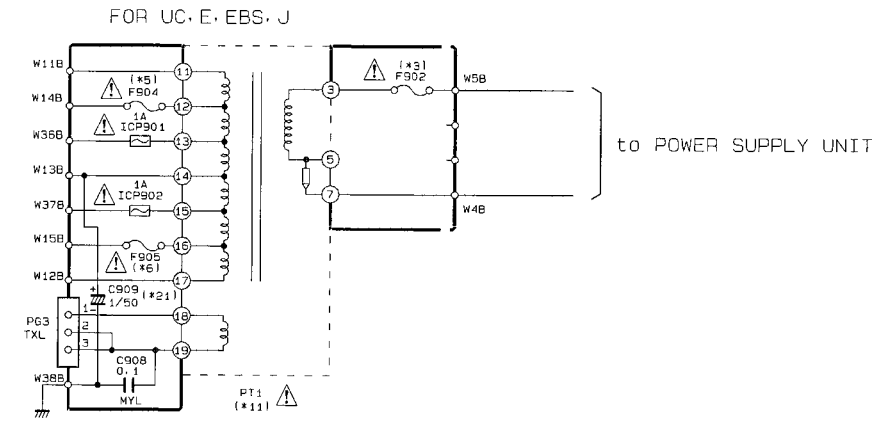 FOR UC, E, EBS, J
W11B
11
(*5)
F904
W14B
12
1A
ICP901
W36B
13
W13B
14
1A
ICP902
W37B
15
W15B
16
F905
(*6)
W12B
17
+
C909
1/50
(*21)
-
18
PG3
TXL
1
2
3
19
C908
0.1
MYL
W38B
PT1
(*11)
3
(*3)
F902
W5B
5
7
W4B
to POWER SUPPLY UNIT